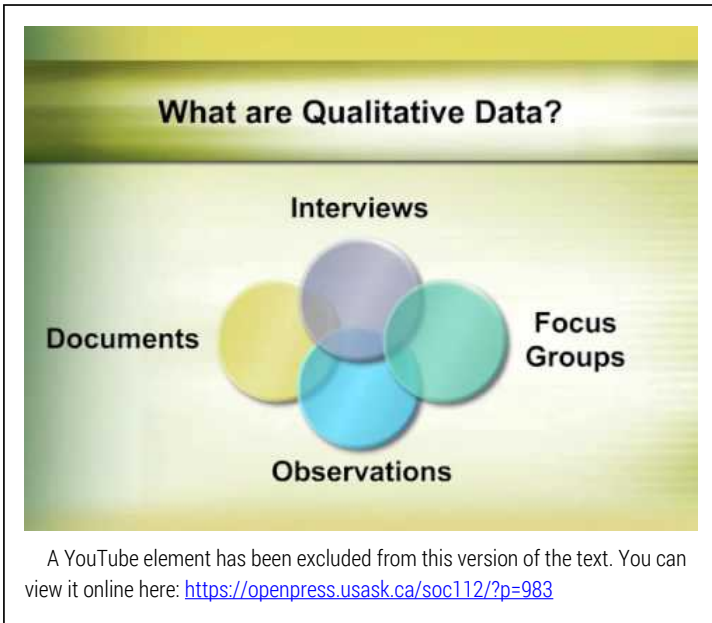 What are Qualitative Data?
Interviews
Documents
Focus
Groups
Observations
A YouTube element has been excluded from this version of the text. You can
view it online here: https://openpress.usask.ca/soc112/?p=983